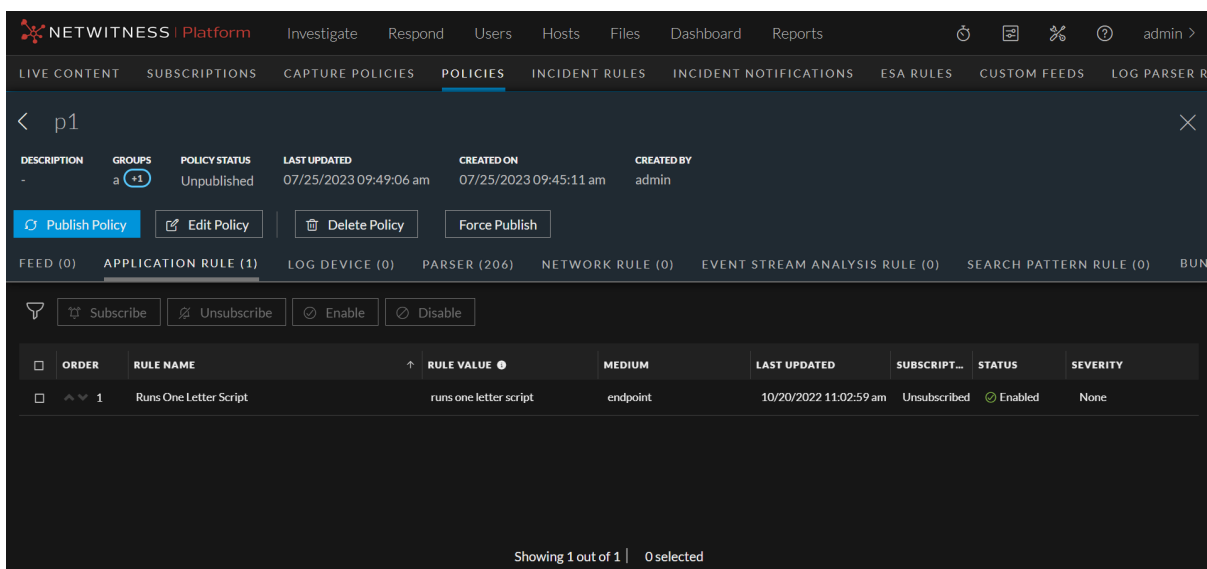 NETWITNESS | Platform Investigate Respond Users Hosts Files Dashboard Reports admin >
LIVE CONTENT SUBSCRIPTIONS CAPTURE POLICIES POLICIES INCIDENT RULES INCIDENT NOTIFICATIONS ESA RULES CUSTOM FEEDS LOG PARSER R
p1
DESCRIPTION GROUPS POLICY STATUS LAST UPDATED CREATED ON CREATED BY
- a +1 Unpublished 07/25/2023 09:49:06 am 07/25/2023 09:45:11 am admin
Publish Policy Edit Policy Delete Policy Force Publish
FEED (0) APPLICATION RULE (1) LOG DEVICE (0) PARSER (206) NETWORK RULE (0) EVENT STREAM ANALYSIS RULE (0) SEARCH PATTERN RULE (0) BUN
Subscribe Unsubscribe Enable Disable
ORDER RULE NAME ↑ RULE VALUE MEDIUM LAST UPDATED SUBSCRIPT... STATUS SEVERITY
1 Runs One Letter Script runs one letter script endpoint 10/20/2022 11:02:59 am Unsubscribed Enabled None
Showing 1 out of 1 | 0 selected